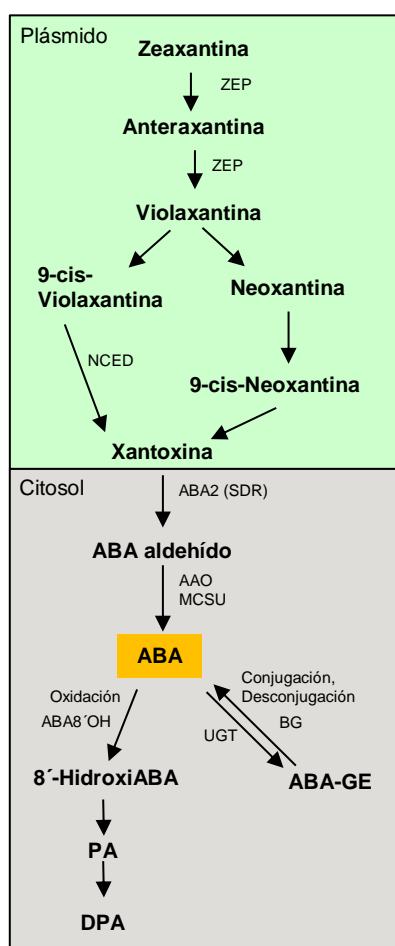 Plásmido
Zeaxantina
ZEP
Anteraxantina
ZEP
Violaxantina
9-cis-
Violaxantina
Neoxantina
NCED
9-cis-Neoxantina
Xantoxina
Citosol
ABA2 (SDR)
ABA aldehído
AAO
MCSU
ABA
Oxidación
ABA8´OH
Conjugación,
Desconjugación
BG
UGT
8´-HidroxiABA
ABA-GE
PA
DPA